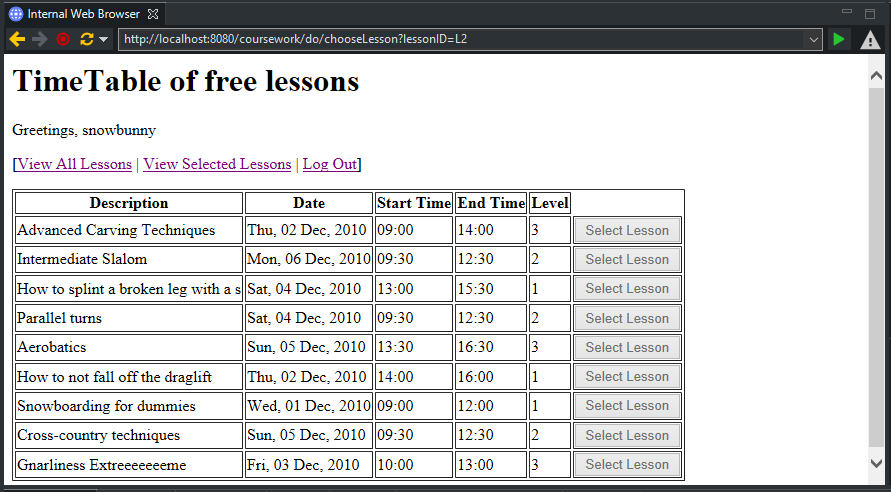 Internal Web Browser
http://localhost:8080/coursework/do/chooseLesson?lessonID=L2
TimeTable of free lessons
Greetings, snowbunny
[View All Lessons | View Selected Lessons | Log Out]
Description Date Start Time End Time Level
Advanced Carving Techniques Thu, 02 Dec, 2010 09:00 14:00 3 Select Lesson
Intermediate Slalom Mon, 06 Dec, 2010 09:30 12:30 2 Select Lesson
How to splint a broken leg with a s Sat, 04 Dec, 2010 13:00 15:30 1 Select Lesson
Parallel turns Sat, 04 Dec, 2010 09:30 12:30 2 Select Lesson
Aerobatics Sun, 05 Dec, 2010 13:30 16:30 3 Select Lesson
How to not fall off the draglift Thu, 02 Dec, 2010 14:00 16:00 1 Select Lesson
Snowboarding for dummies Wed, 01 Dec, 2010 09:00 12:00 1 Select Lesson
Cross-country techniques Sun, 05 Dec, 2010 09:30 12:30 2 Select Lesson
Gnarliness Extreeeeeeeme Fri, 03 Dec, 2010 10:00 13:00 3 Select Lesson